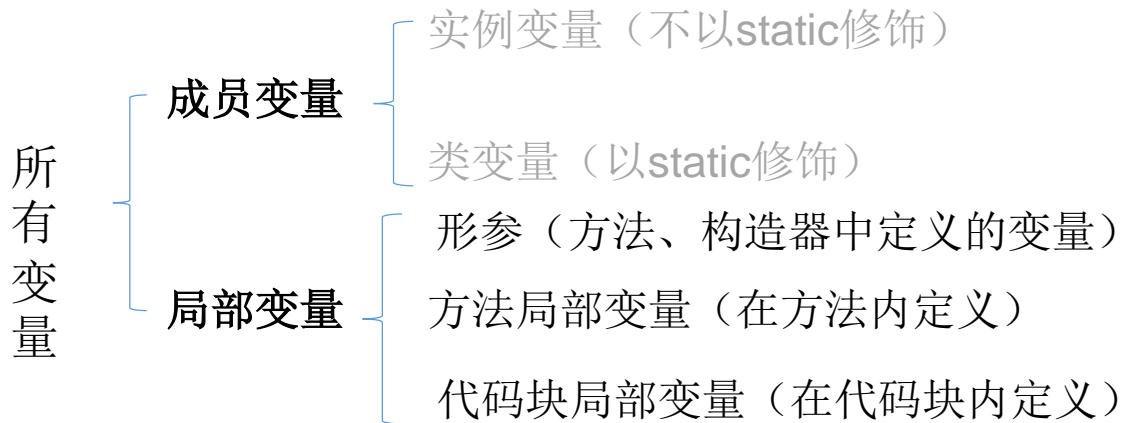 所有变量
成员变量
实例变量（不以static修饰）
类变量（以static修饰）
局部变量
形参（方法、构造器中定义的变量）
方法局部变量（在方法内定义）
代码块局部变量（在代码块内定义）